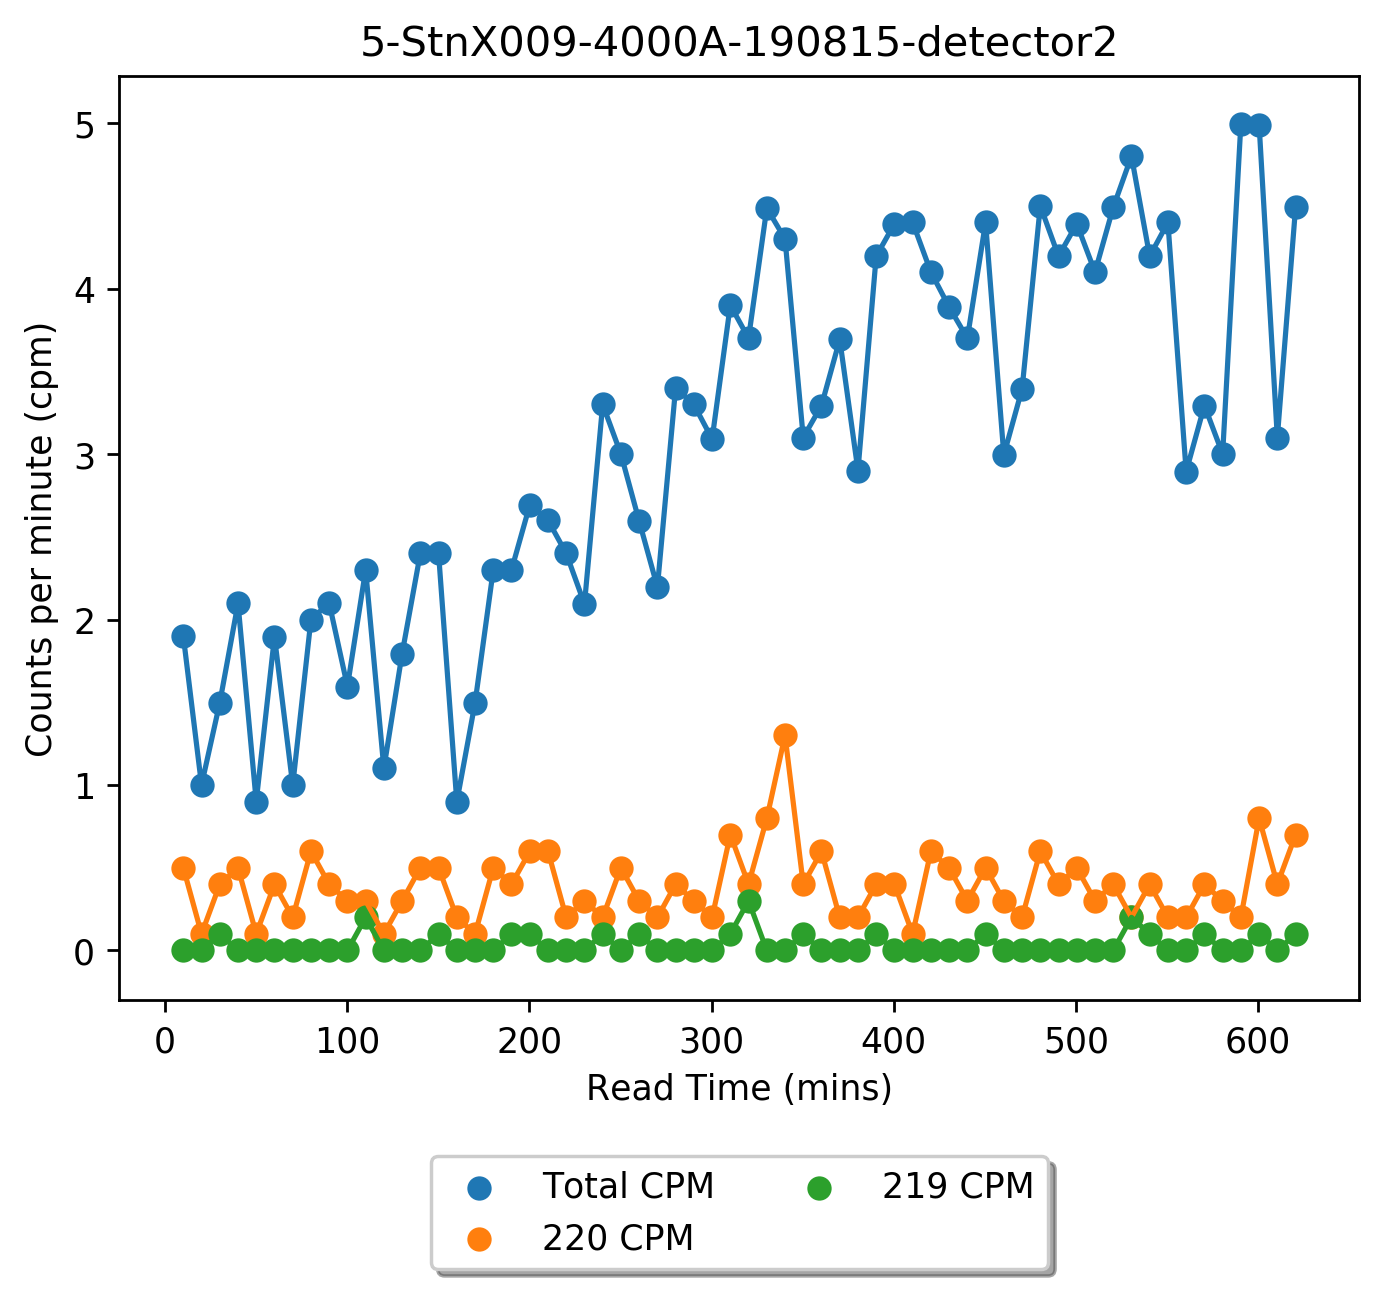 5-StnX009-4000A-190815-detector2
Counts per minute (cpm)
5
4
3
2
1
0
0 100 200 300 400 500 600
Read Time (mins)
Total CPM 219 CPM
220 CPM